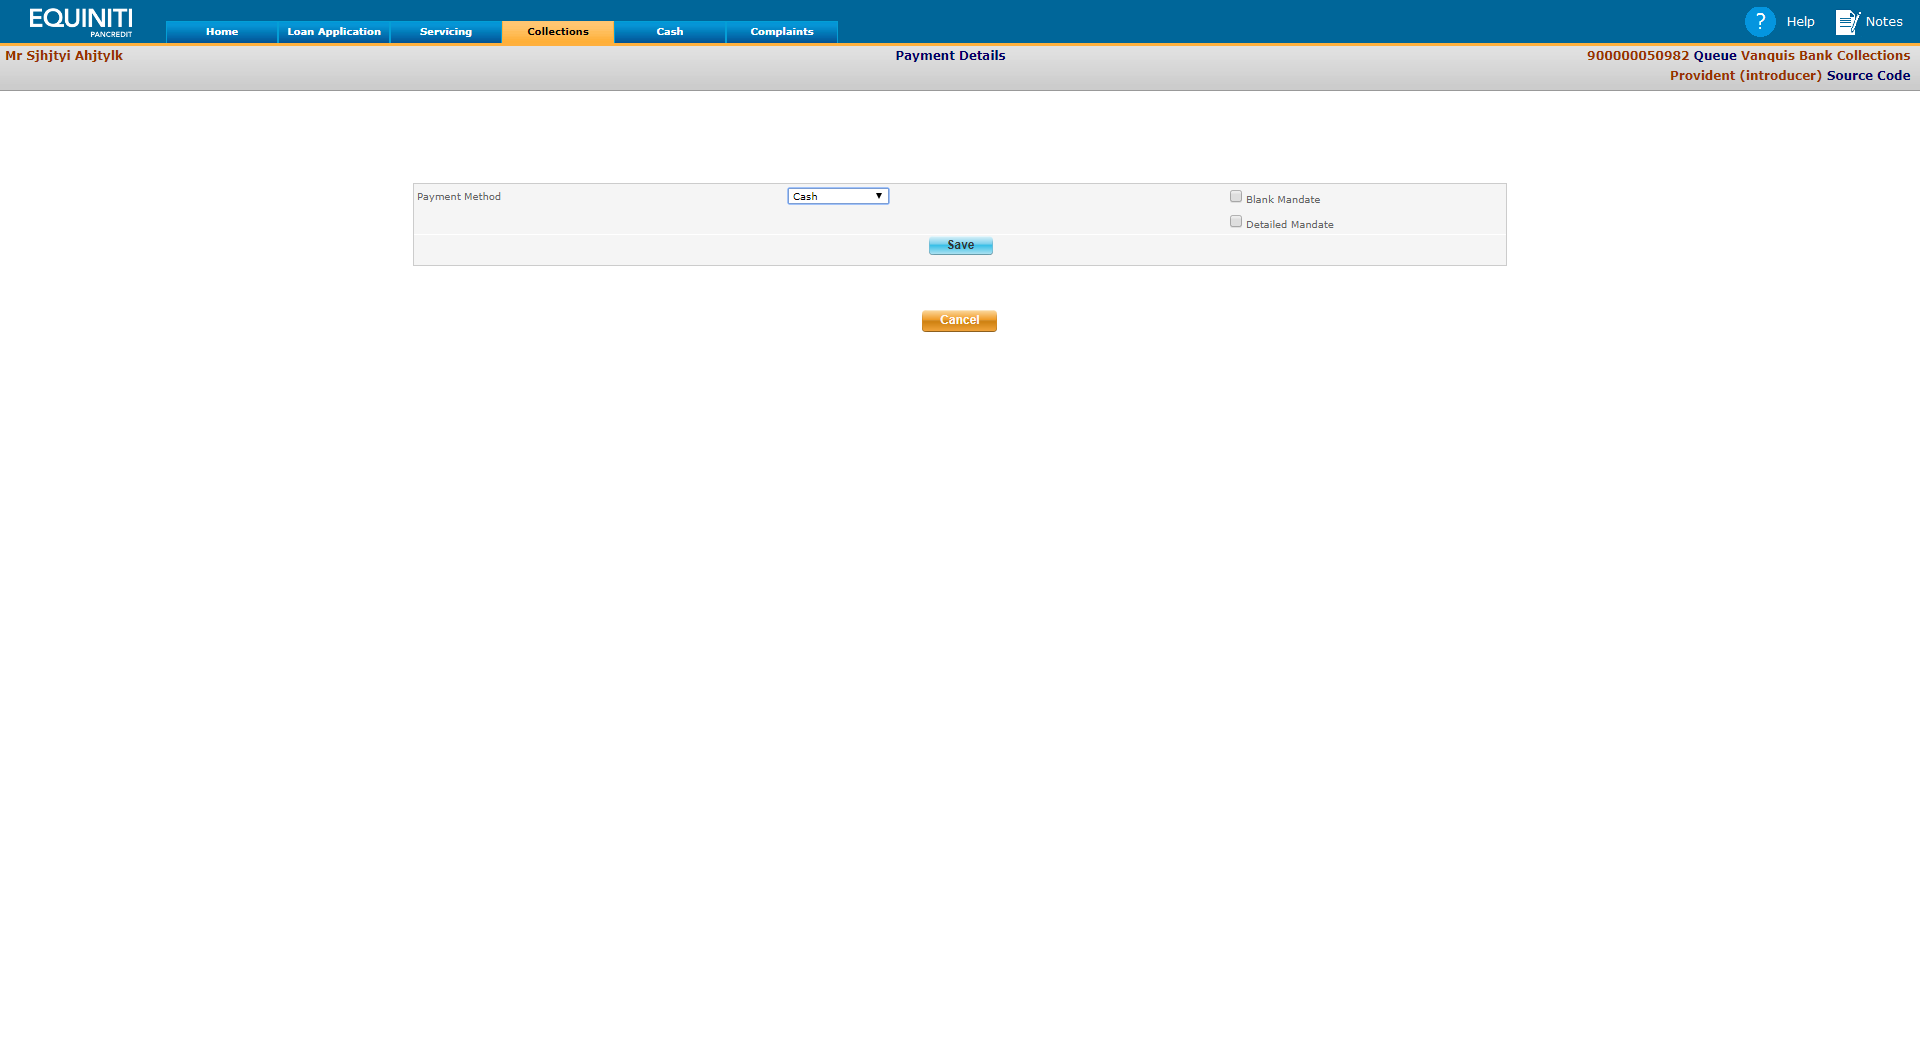 EQUINITI
PANCREDIT
Home
Loan Application
Servicing
Collections
Cash
Complaints
? Help
Notes
Mr Sjhjtyi Ahjtylk
Payment Details
900000050982 Queue Vanquis Bank Collections
Provident (introducer) Source Code
Payment Method
Cash
Blank Mandate
Detailed Mandate
Save
Cancel